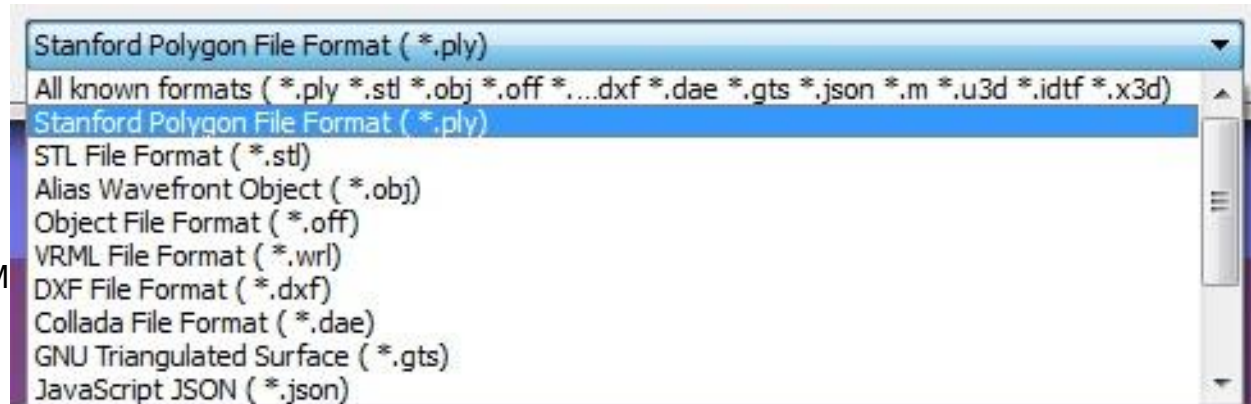 Stanford Polygon File Format ( *.ply)
All known formats ( *.ply *.stl *.obj *.off *....dxf *.dae *.gts *.json *.m *.u3d *.idtf *.x3d)
Stanford Polygon File Format ( *.ply)
STL File Format ( *.stl)
Alias Wavefront Object ( *.obj)
Object File Format ( *.off)
VRML File Format ( *.wrl)
M
DXF File Format ( *.dxf)
Collada File Format ( *.dae)
GNU Triangulated Surface ( *.gts)
JavaScript JSON ( *.json)